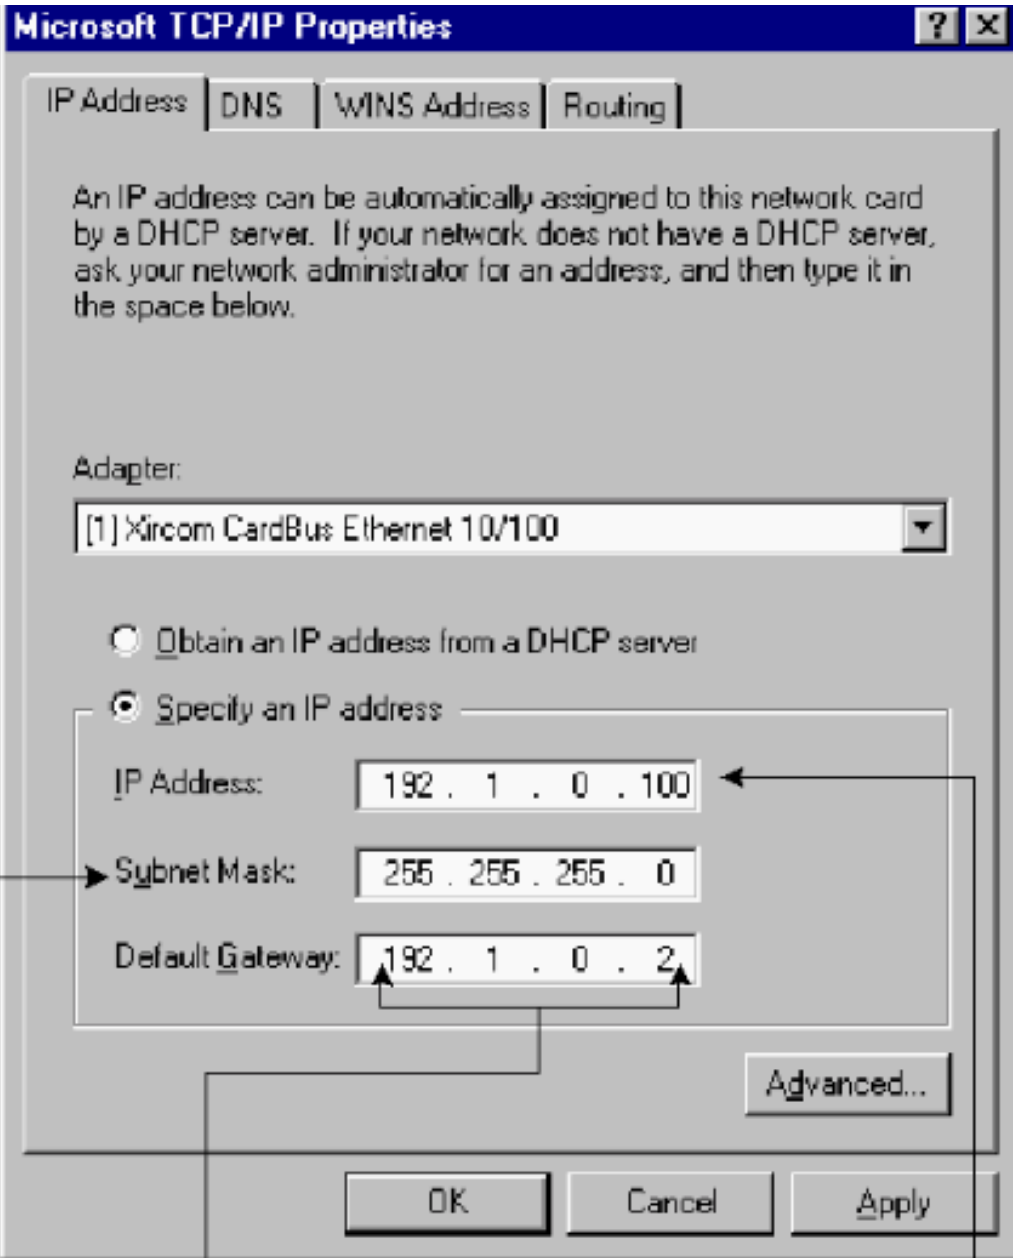 Microsoft TCP/IP Properties ? X
IP Address DNS WINS Address Routing
An IP address can be automatically assigned to this network card
by a DHCP server. If your network does not have a DHCP server,
ask your network administrator for an address, and then type it in
the space below.
Adapter:
[1] Xircom CardBus Ethernet 10/100
Obtain an IP address from a DHCP server
Specify an IP address
IP Address: 192 . 1 . 0 . 100
Subnet Mask: 255 . 255 . 255 . 0
Default Gateway: 192 . 1 . 0 . 2
Advanced...
OK Cancel Apply